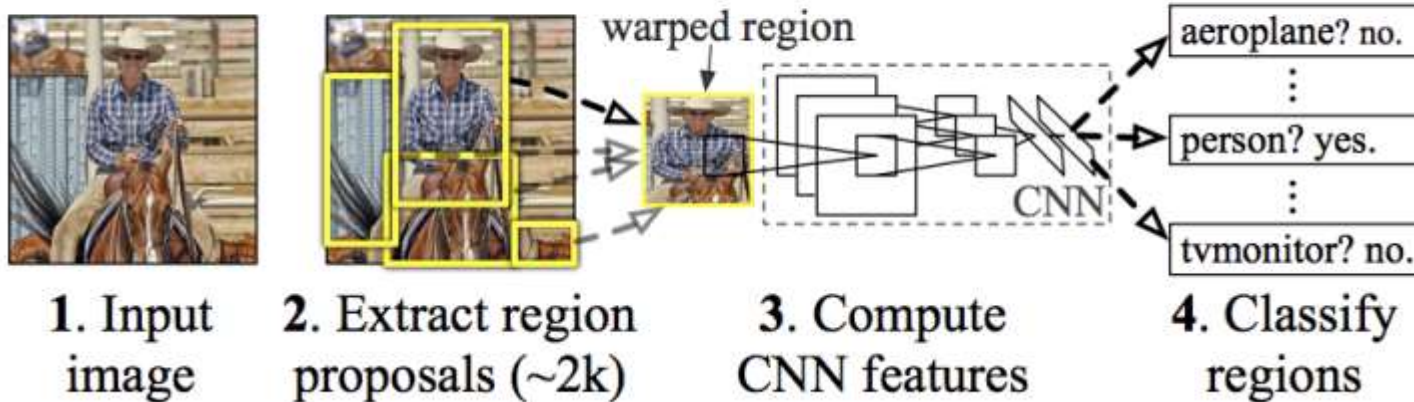 warped region
aeroplane? no.
person? yes.
CNN
tvmonitor? no.
1. Input
image
2. Extract region
proposals (~2k)
3. Compute
CNN features
4. Classify
regions